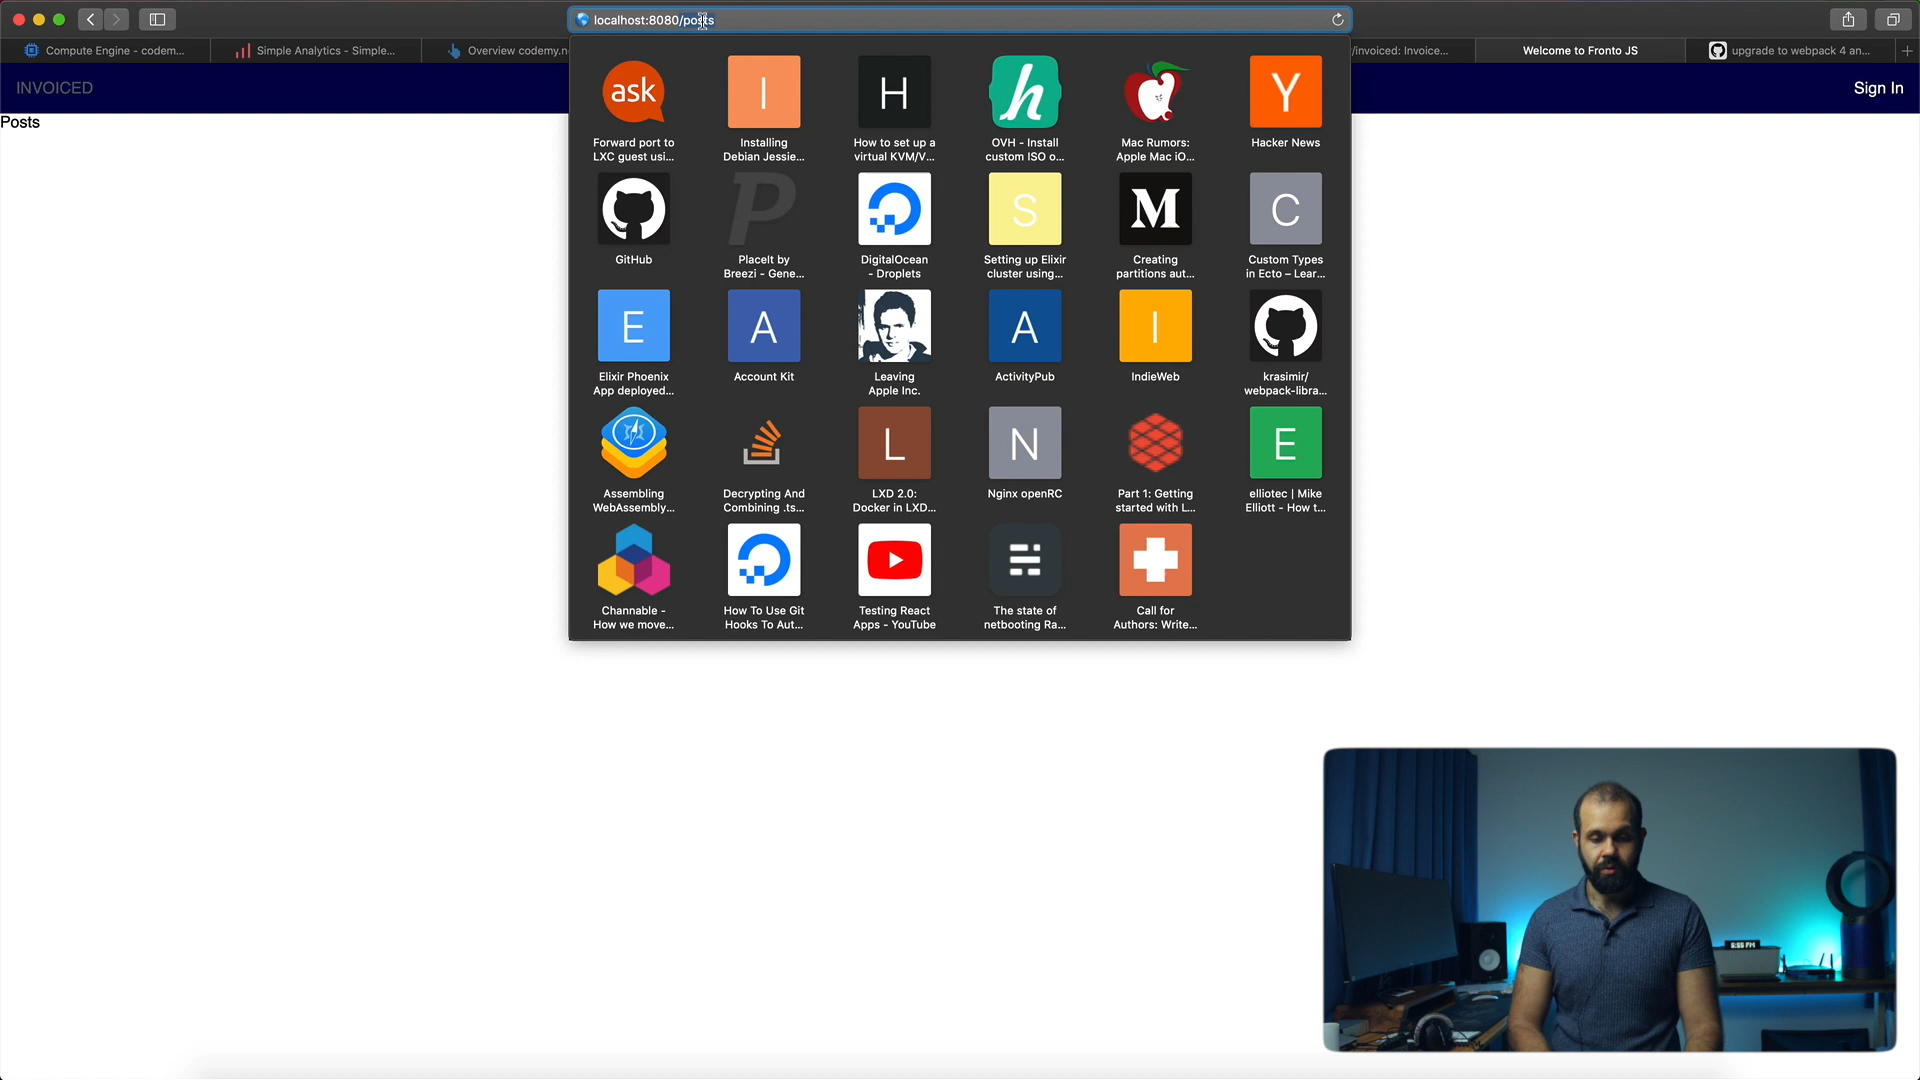 localhost:8080/posts
Compute Engine - codem...
Simple Analytics - Simple...
Overview codemy.n
/invoiced: Invoice...
Welcome to Fronto JS
upgrade to webpack 4 an...
INVOICED
Sign In
Posts
ask
I
H
h
Y
Forward port to
LXC guest usi...
Installing
Debian Jessie...
How to set up a
virtual KVM/V...
OVH - Install
custom ISO o...
Mac Rumors:
Apple Mac iO...
Hacker News
P
S
M
C
GitHub
PlaceIt by
Breezi - Gene...
DigitalOcean
- Droplets
Setting up Elixir
cluster using...
Creating
partitions aut...
Custom Types
in Ecto – Lear...
E
A
A
I
Elixir Phoenix
App deployed...
Account Kit
Leaving
Apple Inc.
ActivityPub
IndieWeb
krasimir/
webpack-libra...
L
N
E
Assembling
WebAssembly...
Decrypting And
Combining .ts...
LXD 2.0:
Docker in LXD...
Nginx openRC
Part 1: Getting
started with L...
elliotec | Mike
Elliott - How t...
Channable -
How we move...
How To Use Git
Hooks To Aut...
Testing React
Apps - YouTube
The state of
netbooting Ra...
Call for
Authors: Write...
6:55 PM